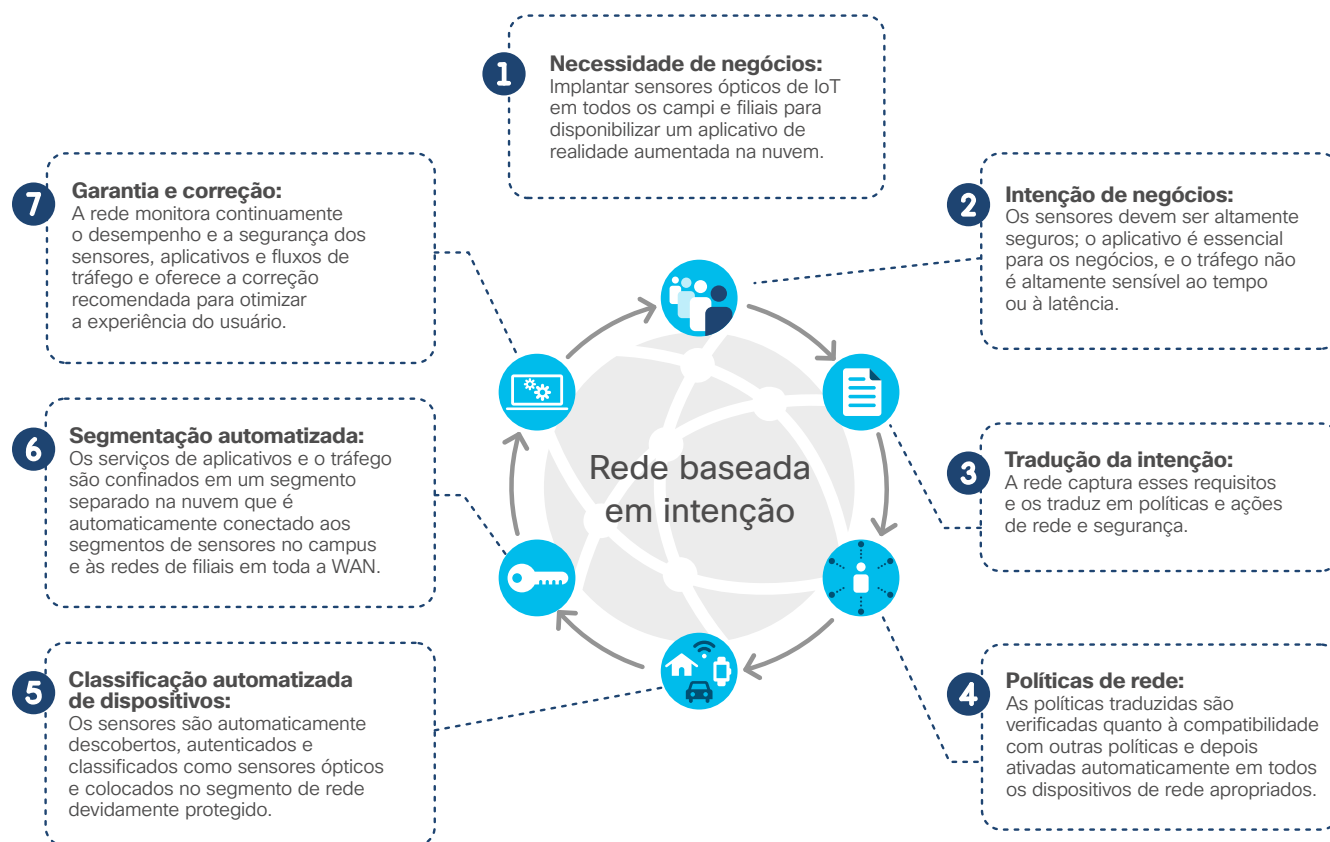 1
Necessidade de negócios:
Implantar sensores ópticos de IoT
em todos os campi e filiais para
disponibilizar um aplicativo de
realidade aumentada na nuvem.
2
Intenção de negócios:
Os sensores devem ser altamente
seguros; o aplicativo é essencial
para os negócios, e o tráfego não
é altamente sensível ao tempo
ou à latência.
3
Tradução da intenção:
A rede captura esses requisitos
e os traduz em políticas e ações
de rede e segurança.
4
Políticas de rede:
As políticas traduzidas são
verificadas quanto à compatibilidade
com outras políticas e depois
ativadas automaticamente em todos
os dispositivos de rede apropriados.
5
Classificação automatizada
de dispositivos:
Os sensores são automaticamente
descobertos, autenticados e
classificados como sensores ópticos
e colocados no segmento de rede
devidamente protegido.
6
Segmentação automatizada:
Os serviços de aplicativos e o tráfego
são confinados em um segmento
separado na nuvem que é
automaticamente conectado aos
segmentos de sensores no campus
e às redes de filiais em toda a WAN.
7
Garantia e correção:
A rede monitora continuamente
o desempenho e a segurança dos
sensores, aplicativos e fluxos de
tráfego e oferece a correção
recomendada para otimizar
a experiência do usuário.
Rede baseada
em intenção